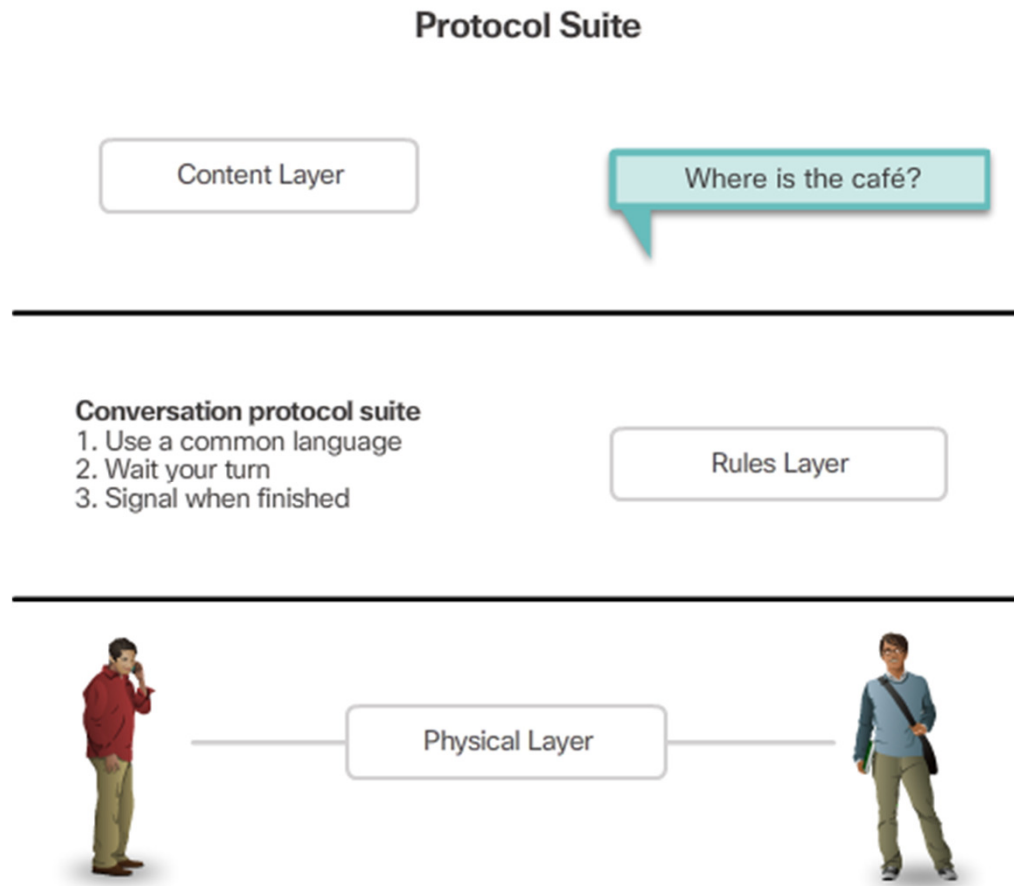 Protocol Suite
Content Layer
Where is the café?
Conversation protocol suite
1. Use a common language
2. Wait your turn
3. Signal when finished
Rules Layer
Physical Layer